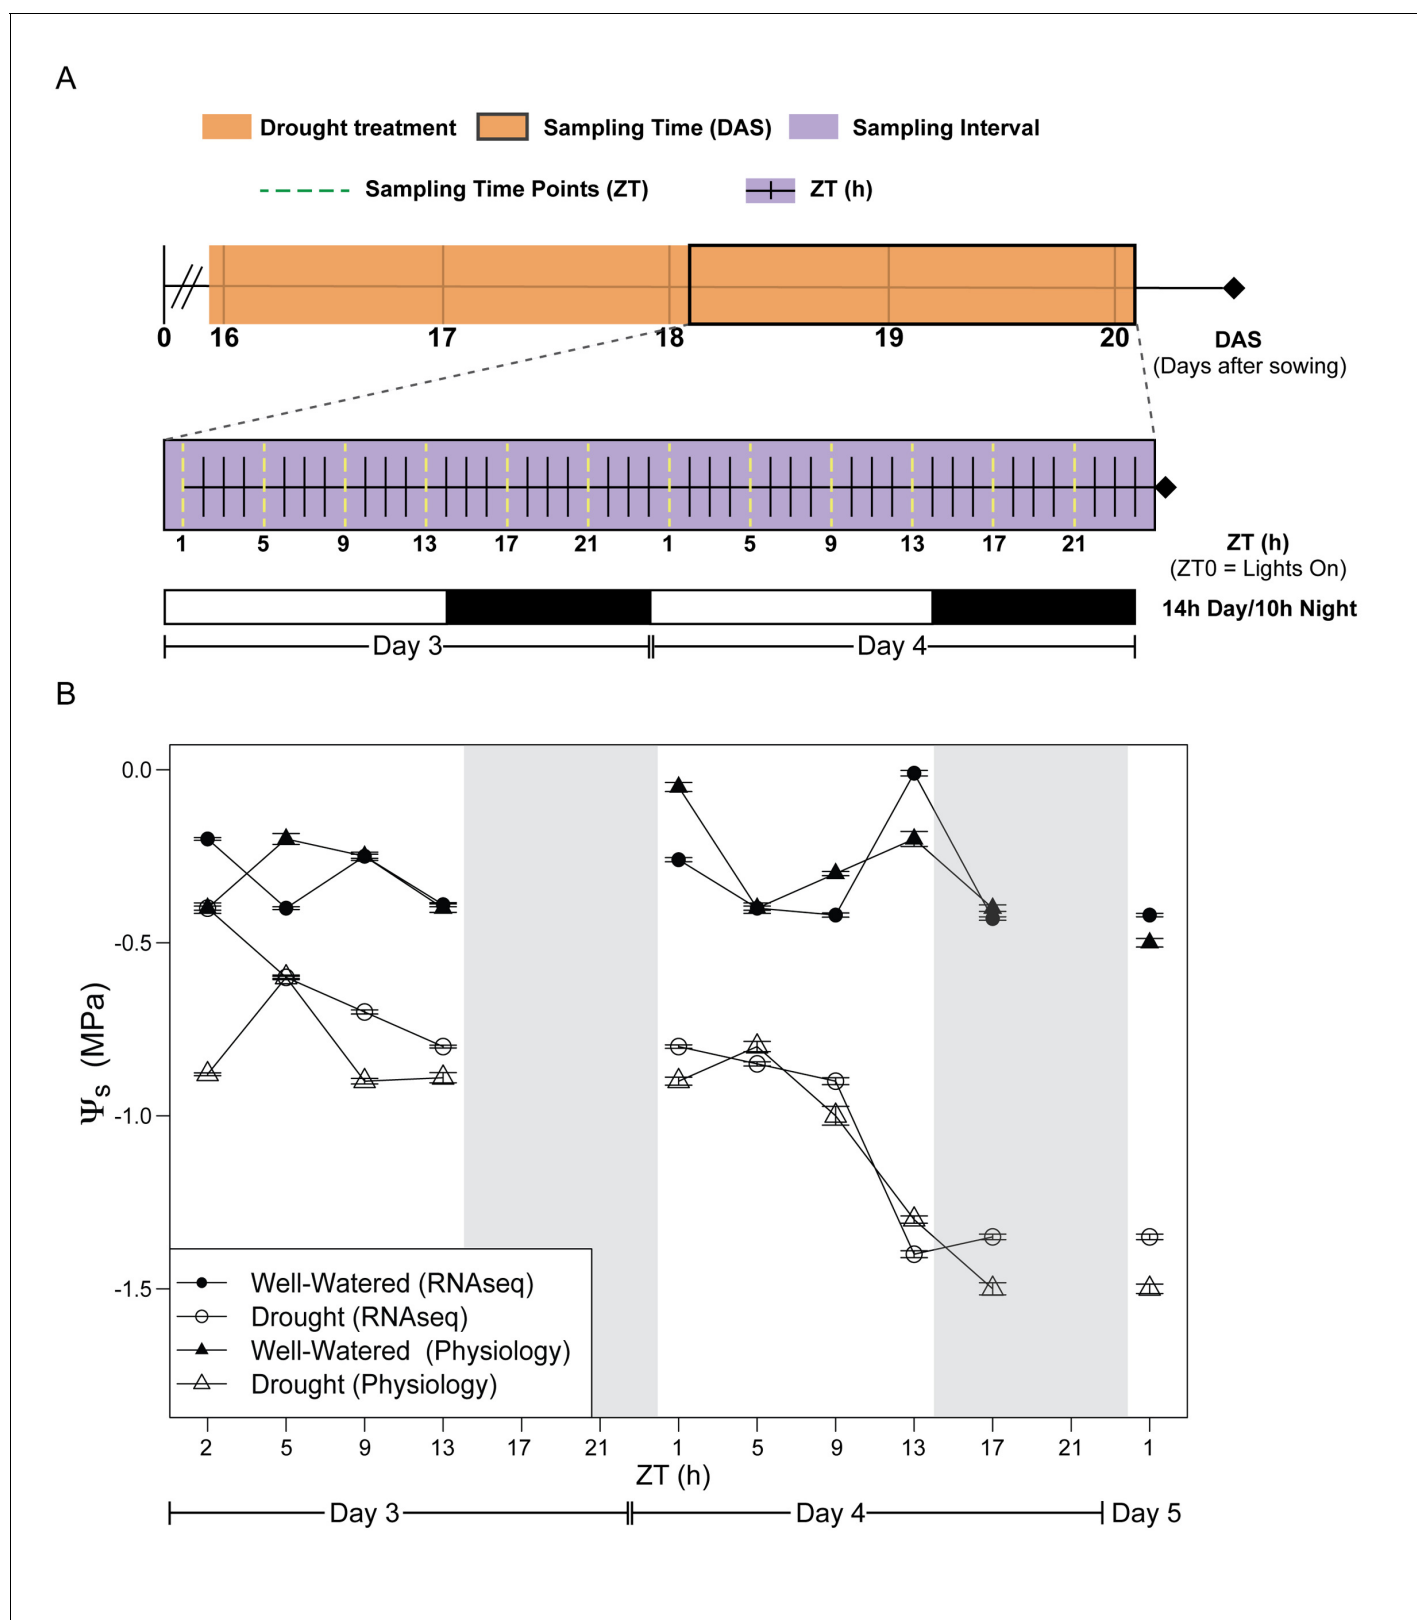 A
Drought treatment Sampling Time (DAS) Sampling Interval
Sampling Time Points (ZT) ZT (h)
0 16 17 18 19 20
DAS
(Days after sowing)
1 5 9 13 17 21 1 5 9 13 17 21
ZT (h)
(ZT0 = Lights On)
14h Day/10h Night
Day 3 Day 4
B
0.0
-0.5
-1.0
-1.5
Ψs (MPa)
Well-Watered (RNAseq)
Drought (RNAseq)
Well-Watered (Physiology)
Drought (Physiology)
2 5 9 13 17 21 1 5 9 13 17 21 1
ZT (h)
Day 3 Day 4 Day 5